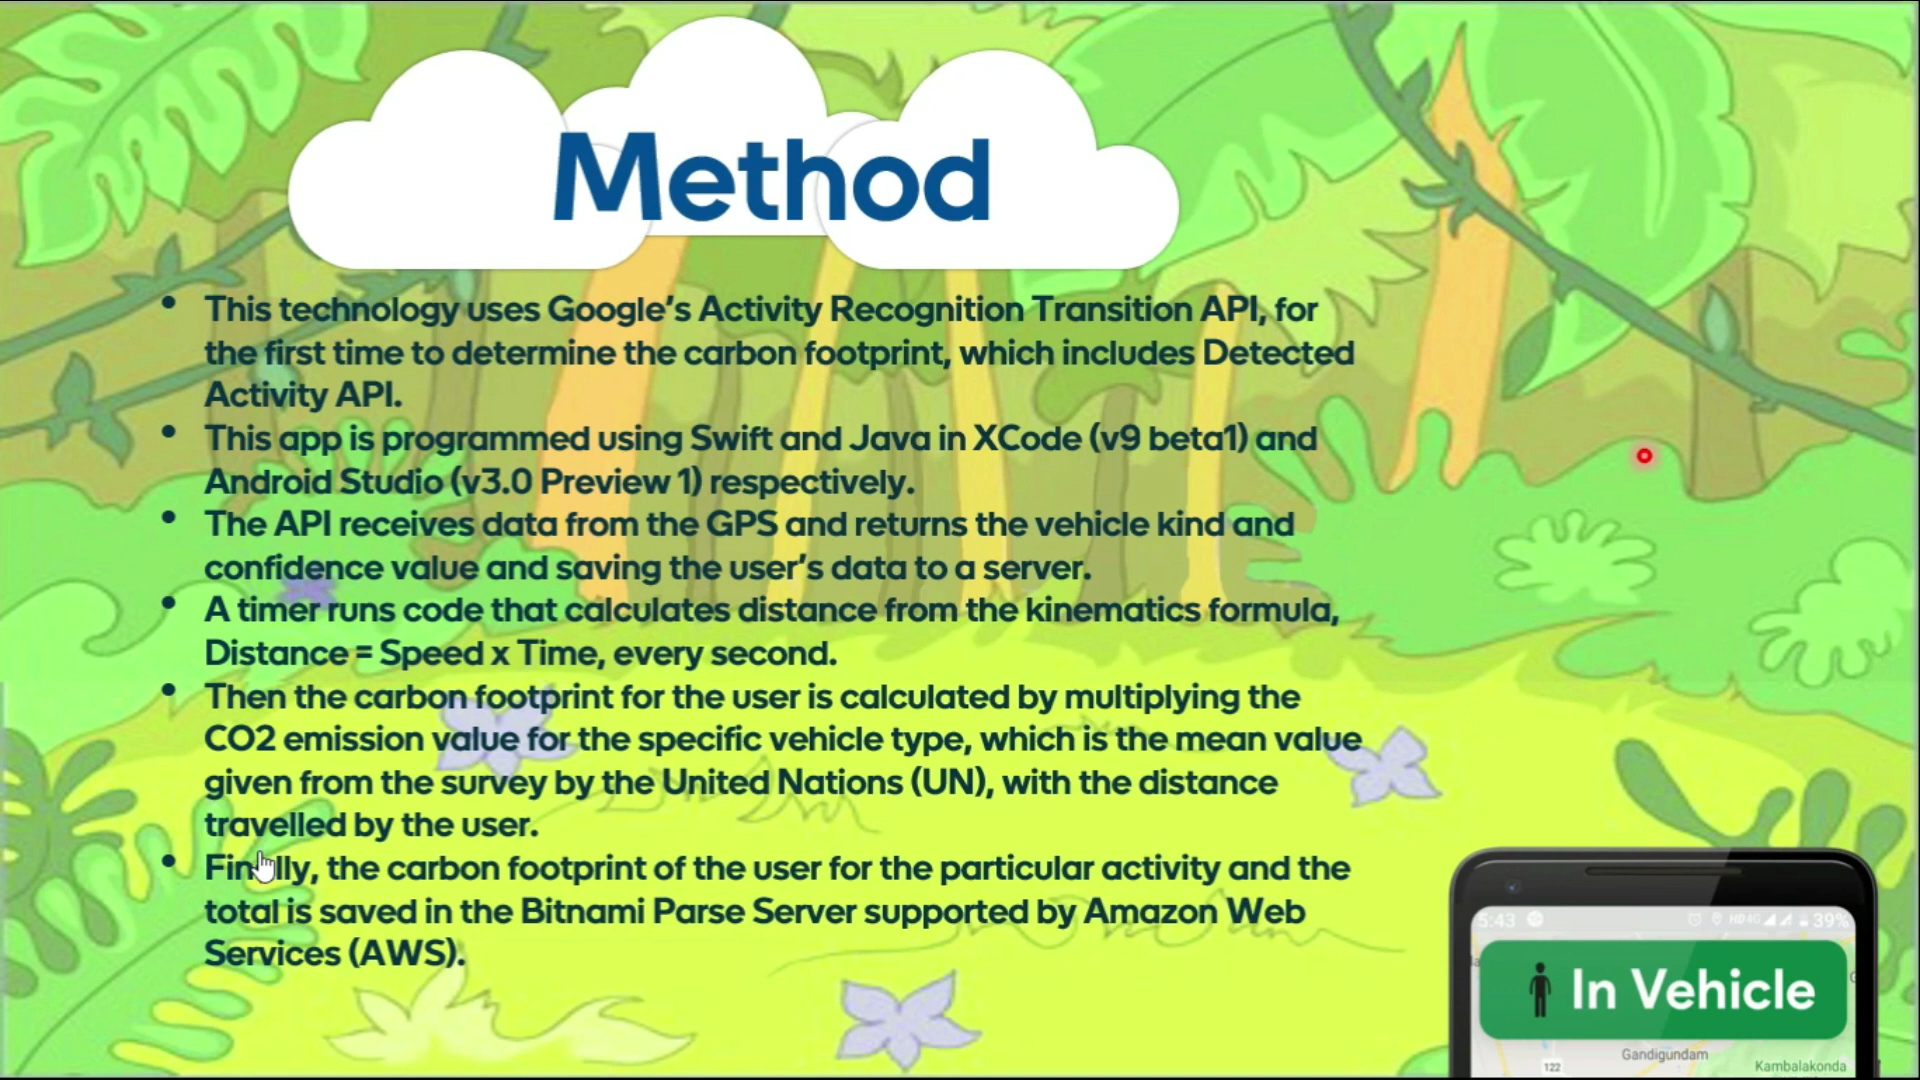 Method
• This technology uses Google's Activity Recognition Transition API, for
the first time to determine the carbon footprint, which includes Detected
Activity API.
• This app is programmed using Swift and Java in XCode (v9 beta1) and
Android Studio (v3.0 Preview 1) respectively.
• The API receives data from the GPS and returns the vehicle kind and
confidence value and saving the user's data to a server.
• A timer runs code that calculates distance from the kinematics formula,
Distance = Speed x Time, every second.
• Then the carbon footprint for the user is calculated by multiplying the
CO2 emission value for the specific vehicle type, which is the mean value
given from the survey by the United Nations (UN), with the distance
travelled by the user.
• Finally, the carbon footprint of the user for the particular activity and the
total is saved in the Bitnami Parse Server supported by Amazon Web
Services (AWS).
5:43 39%
In Vehicle
Gandigundam
122 Kambalakonda